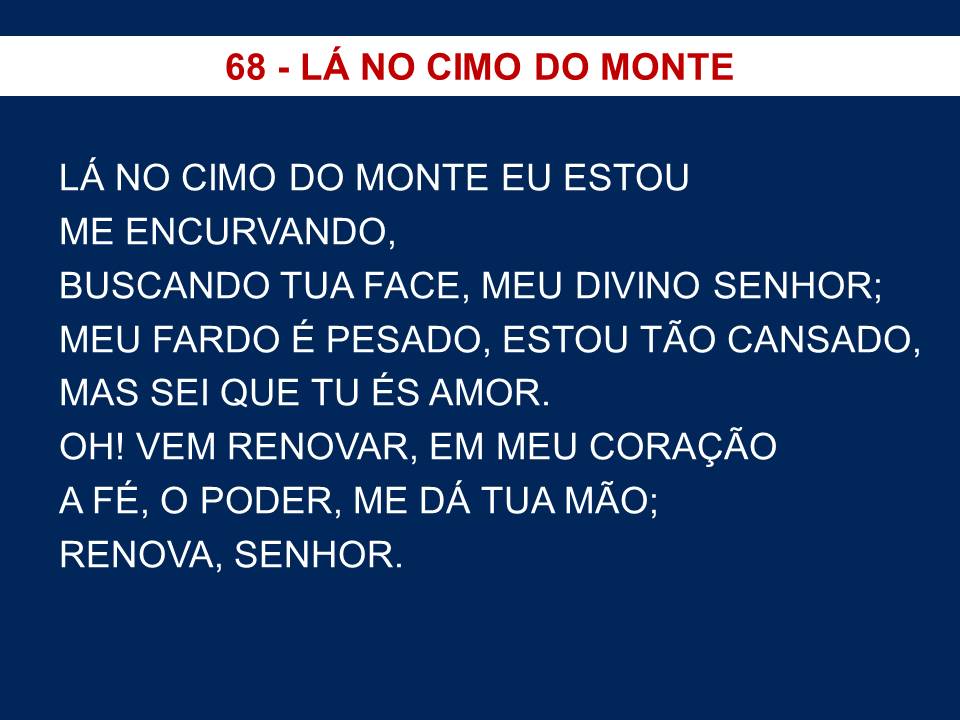 68 - LÁ NO CIMO DO MONTE
LÁ NO CIMO DO MONTE EU ESTOU
ME ENCURVANDO,
BUSCANDO TUA FACE, MEU DIVINO SENHOR;
MEU FARDO É PESADO, ESTOU TÃO CANSADO,
MAS SEI QUE TU ÉS AMOR.
OH! VEM RENOVAR, EM MEU CORAÇÃO
A FÉ, O PODER, ME DÁ TUA MÃO;
RENOVA, SENHOR.